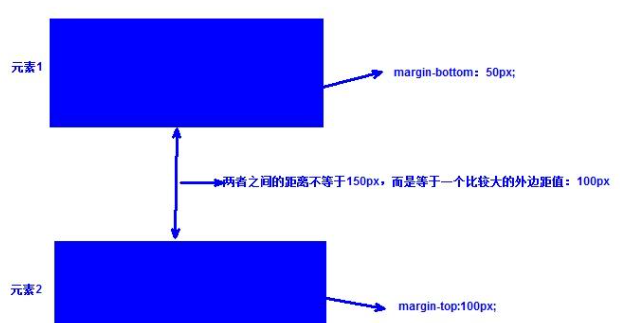 元素1
margin-bottom：50px;
两者之间的距离不等于150px，而是等于一个比较大的外边距值：100px
元素2
margin-top:100px;